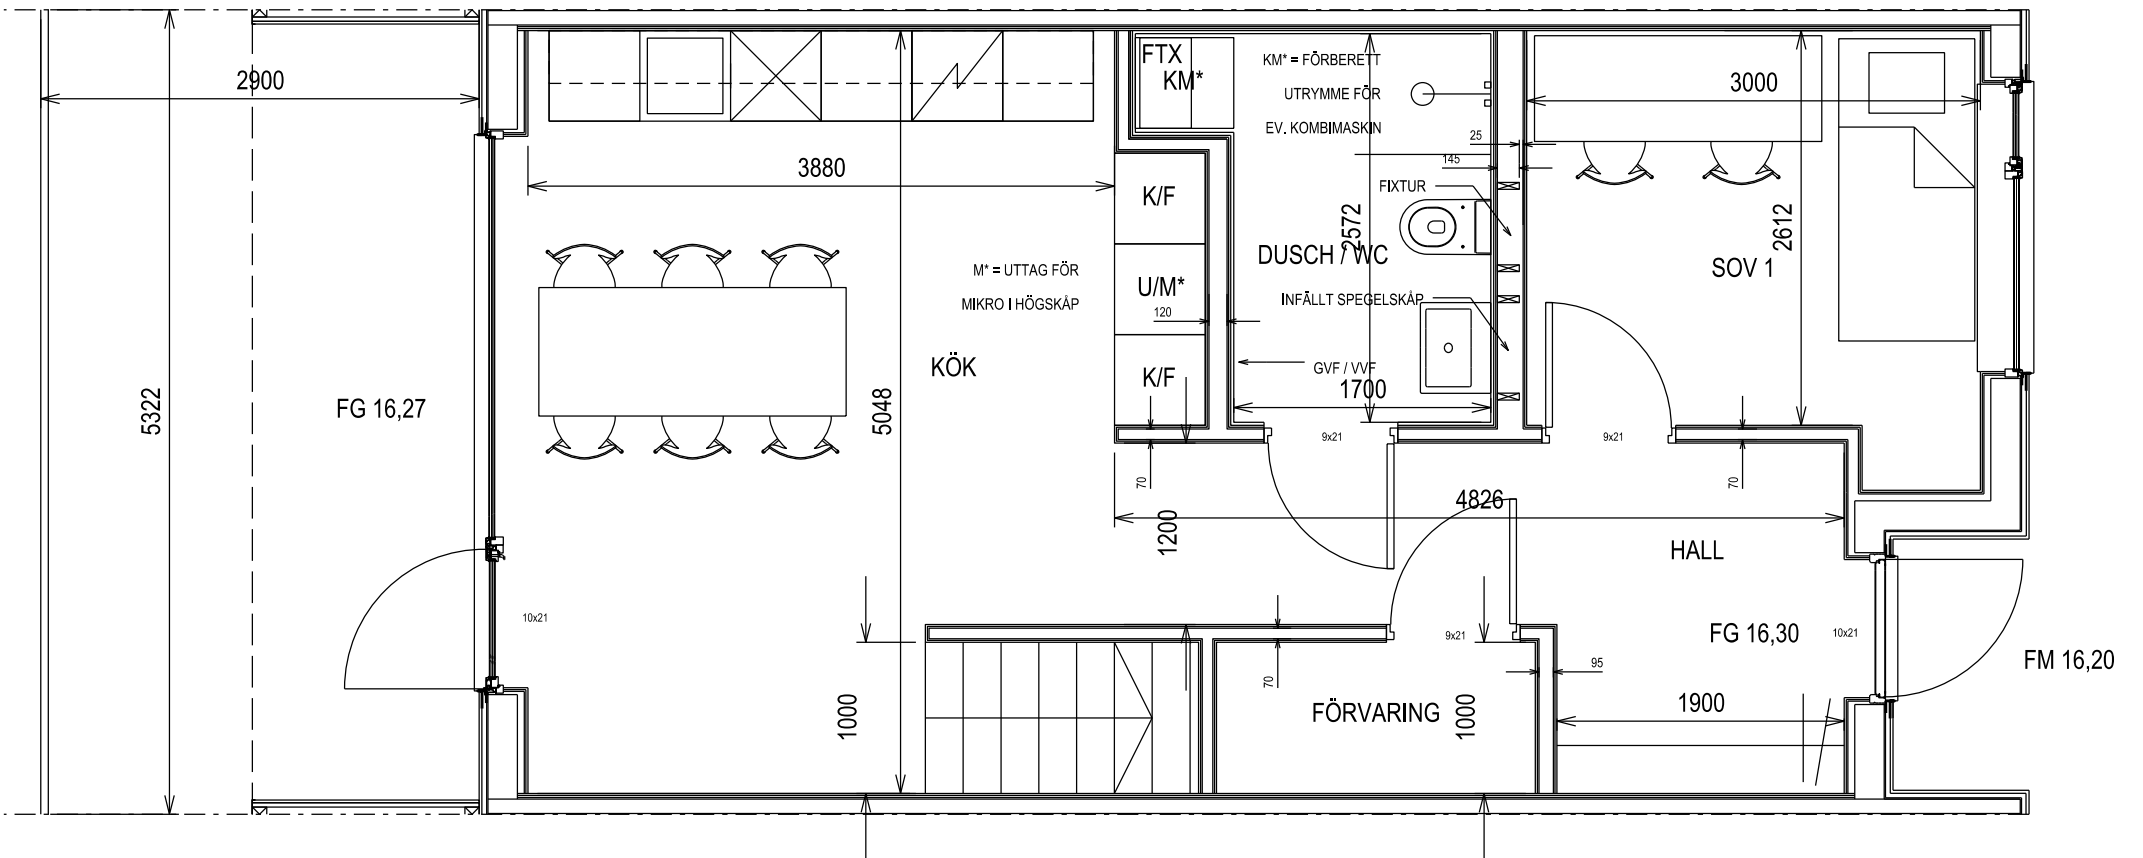 2900
5322
FG 16,27
10x21
3880
5048
KÖK
M* = UTTAG FÖR
MIKRO I HÖGSKÅP
K/F
U/M*
K/F
120
FTX
KM*
KM* = FÖRBERETT
UTRYMME FÖR
EV. KOMBIMASKIN
25
145
FIXTUR
2572
DUSCH / WC
INFÄLLT SPEGELSKÅP
GVF / VVF
1700
9x21
3000
2612
SOV 1
9x21
70
70
1200
4826
HALL
9x21
FG 16,30
10x21
FM 16,20
70
95
1000
FÖRVARING
1000
1900